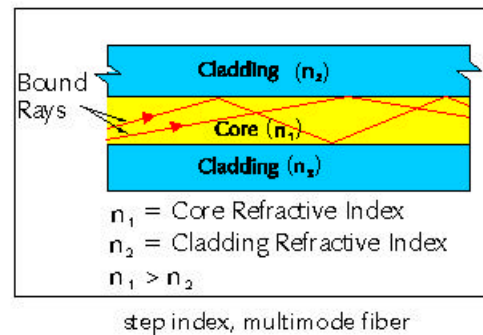 Cladding (n₂)
Bound
Rays
Core (n₁)
Cladding (n₂)
n₁ = Core Refractive Index
n₂ = Cladding Refractive Index
n₁ > n₂
step index, multimode fiber